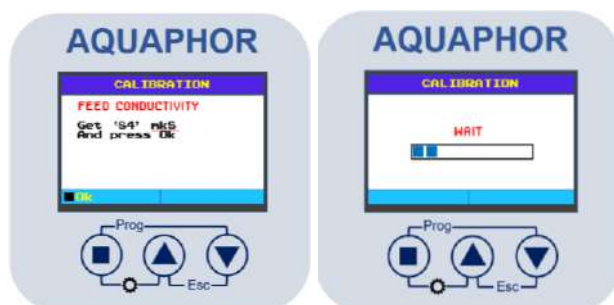 AQUAPHOR
CALIBRATION
FEED CONDUCTIVITY
Get '84' mkS
And press Ok
Ok
Prog
Esc
AQUAPHOR
CALIBRATION
WAIT
Prog
Esc